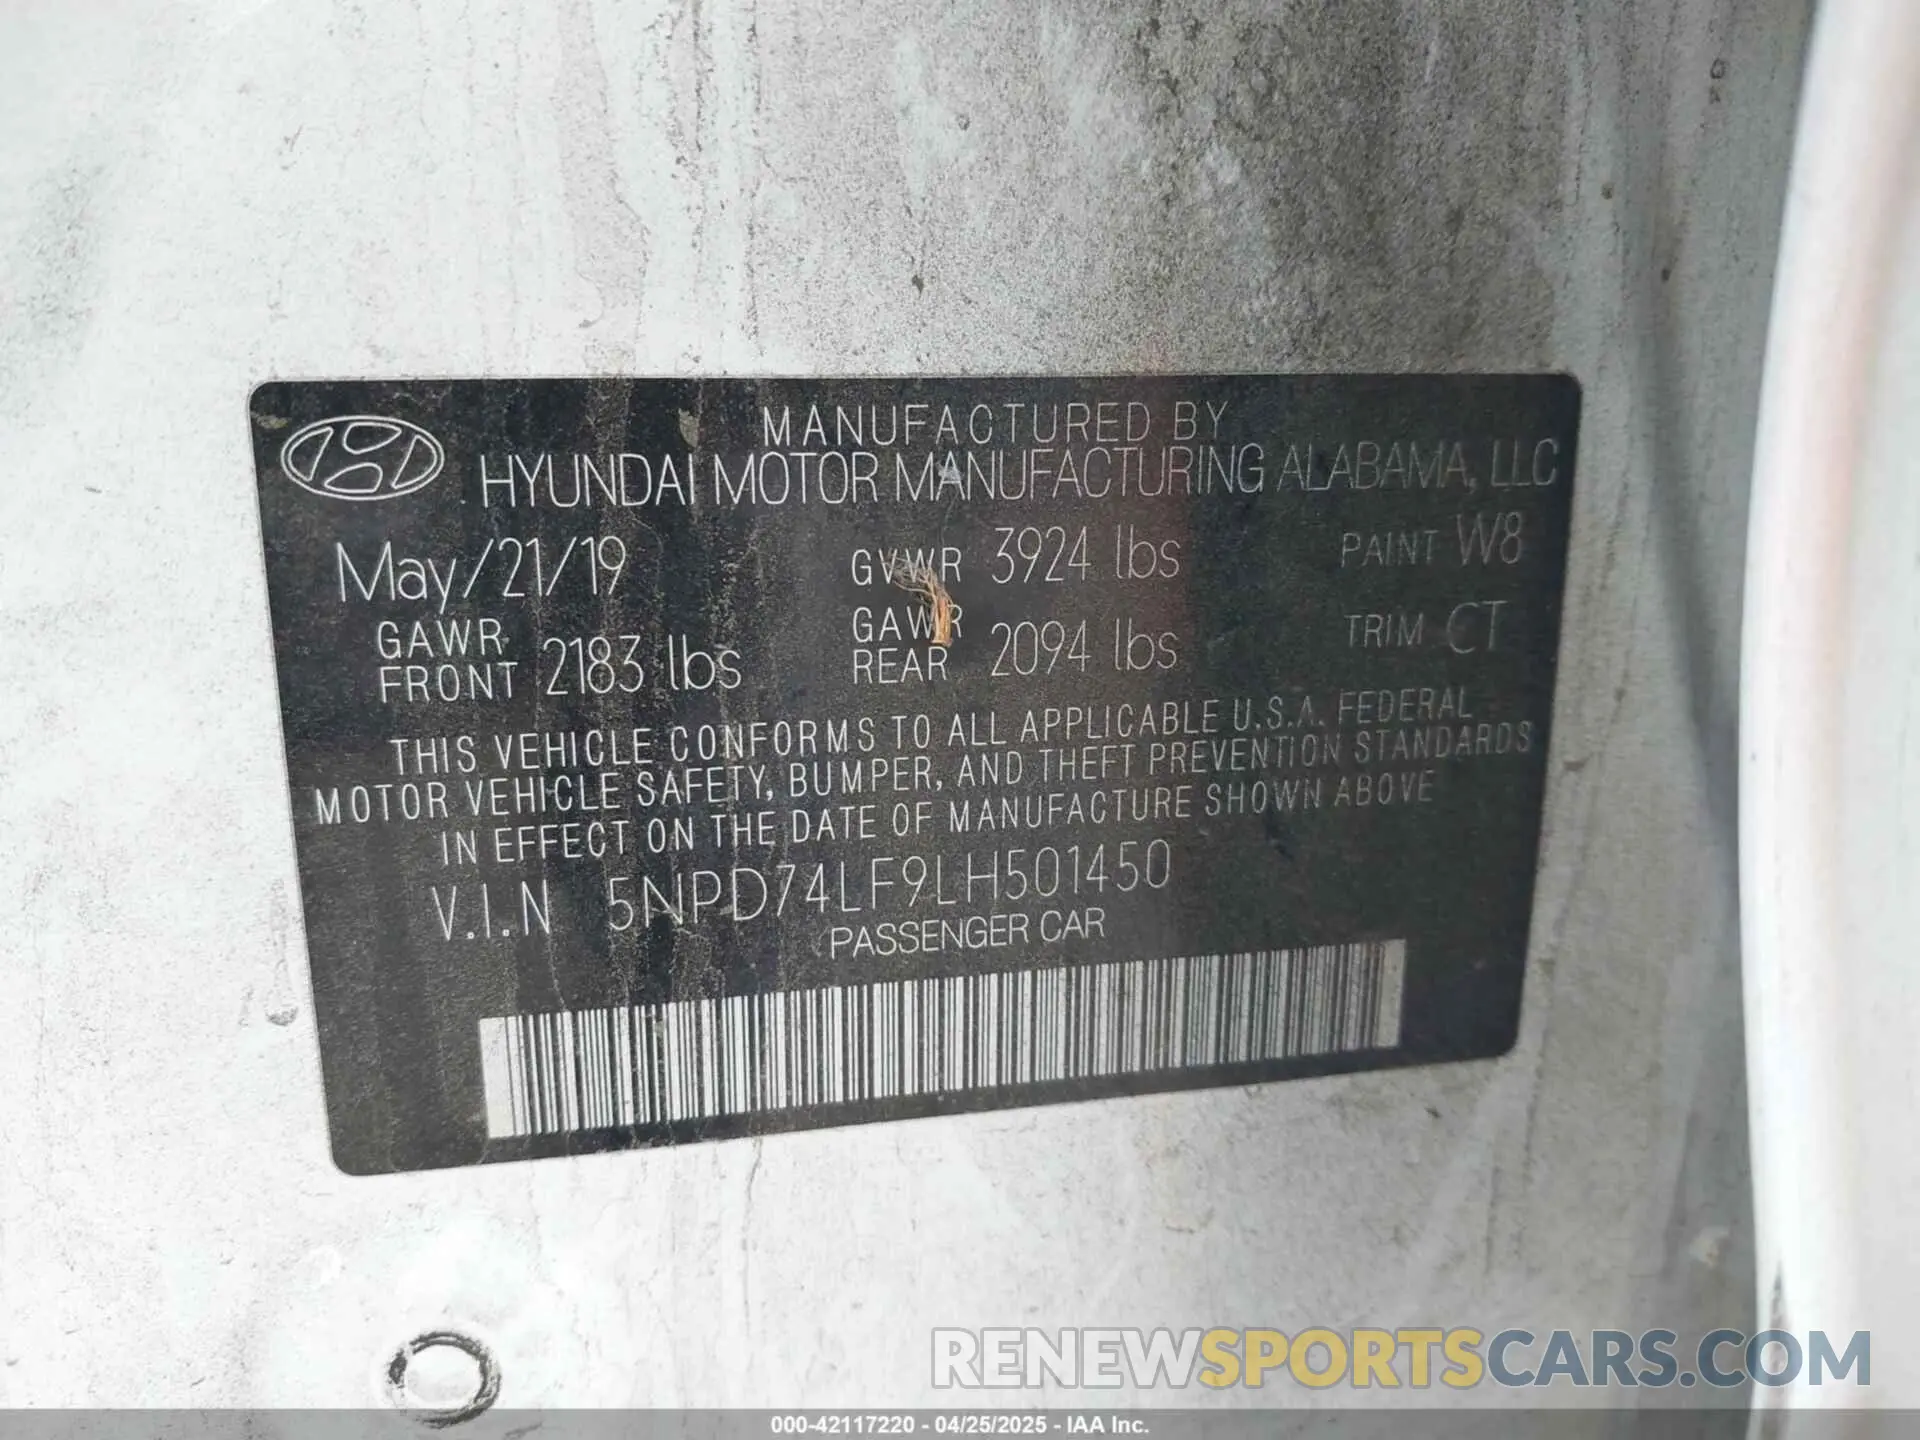 MANUFACTURED BY
HYUNDAI MOTOR MANUFACTURING ALABAMA, LLC
May/21/19 GVWR 3924 lbs PAINT W8
GAWR FRONT 2183 lbs GAWR REAR 2094 lbs TRIM CT
THIS VEHICLE CONFORMS TO ALL APPLICABLE U.S.A. FEDERAL
MOTOR VEHICLE SAFETY, BUMPER, AND THEFT PREVENTION STANDARDS
IN EFFECT ON THE DATE OF MANUFACTURE SHOWN ABOVE
V.I.N 5NPD74LF9LH501450
PASSENGER CAR
RENEWSPORTSCARS.COM
000-42117220 - 04/25/2025 - IAA Inc.